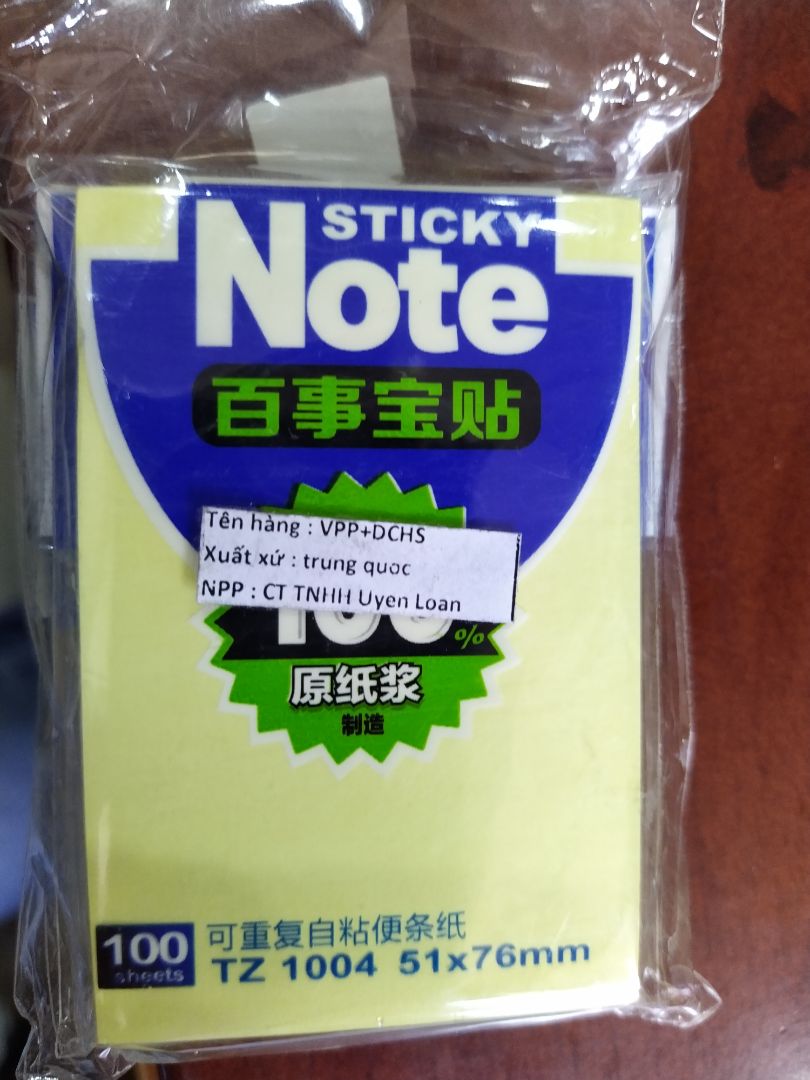 STICKY
Note
百事宝贴
Tên hàng : VPP+DCHS
Xuất xứ : trung quoc
NPP : CT TNHH Uyen Loan
100%
原纸浆
制造
100
sheets
可重复自粘便条纸
TZ 1004 51x76mm